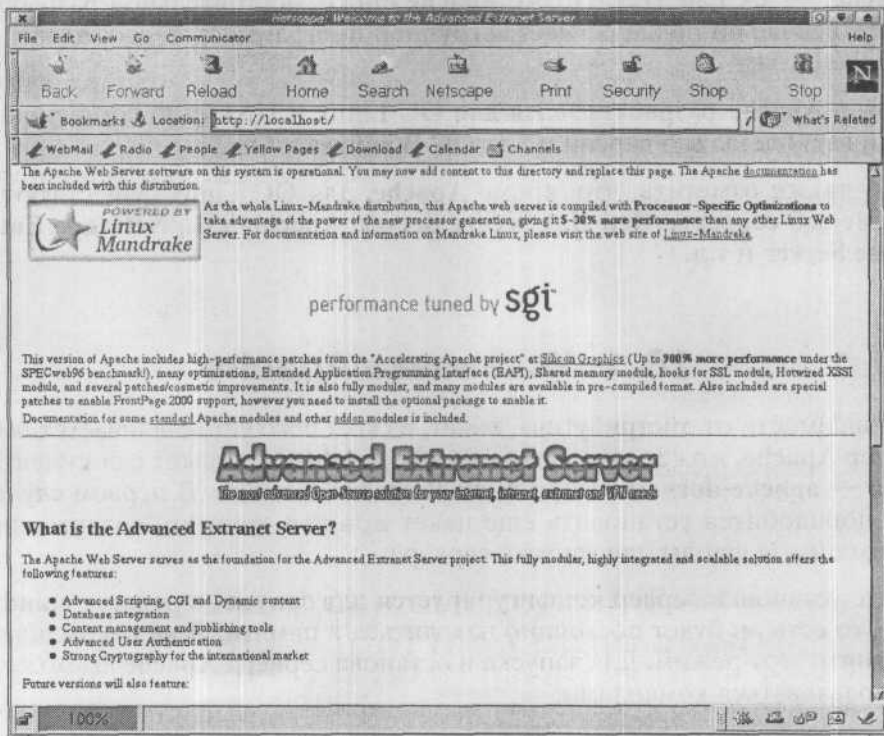 Netscape: Welcome to the Advanced Extranet Server
File Edit View Go Communicator Help
Back Forward Reload Home Search Netscape Print Security Shop Stop
Bookmarks Location: http://localhost/ What's Related
WebMail Radio People Yellow Pages Download Calendar Channels
The Apache Web Server software on this system is operational. You may now add content to this directory and replace this page. The Apache documentation has
been included with this distribution.
POWERED BY
Linux
Mandrake
As the whole Linux-Mandrake distribution, this Apache web server is compiled with Processor-Specific Optimizations to
take advantage of the power of the new processor generation, giving it 5-30% more performance than any other Linux Web
Server. For documentation and information on Mandrake Linux, please visit the web site of Linux-Mandrake.
performance tuned by sgi™
This version of Apache includes high-performance patches from the "Accelerating Apache project" at Silicon Graphics (Up to 900% more performance under the
SPECweb96 benchmark!), many optimizations, Extended Application Programming Interface (EAPI), Shared memory module, hooks for SSL module, Hotwired XSSI
module, and several patches/cosmetic improvements. It is also fully modular, and many modules are available in pre-compiled format. Also included are special
patches to enable FrontPage 2000 support, however you need to install the optional package to enable it.
Documentation for some standard Apache modules and other addon modules is included.
Advanced Extranet Server
The most advanced Open Source solution for your internet, intranet, extranet and WAN needs
What is the Advanced Extranet Server?
The Apache Web Server serves as the foundation for the Advanced Extranet Server project. This fully modular, highly integrated and scalable solution offers the
following features:
Advanced Scripting, CGI and Dynamic content
Database integration
Content management and publishing tools
Advanced User Authentication
Strong Cryptography for the international market
Future versions will also feature:
100%